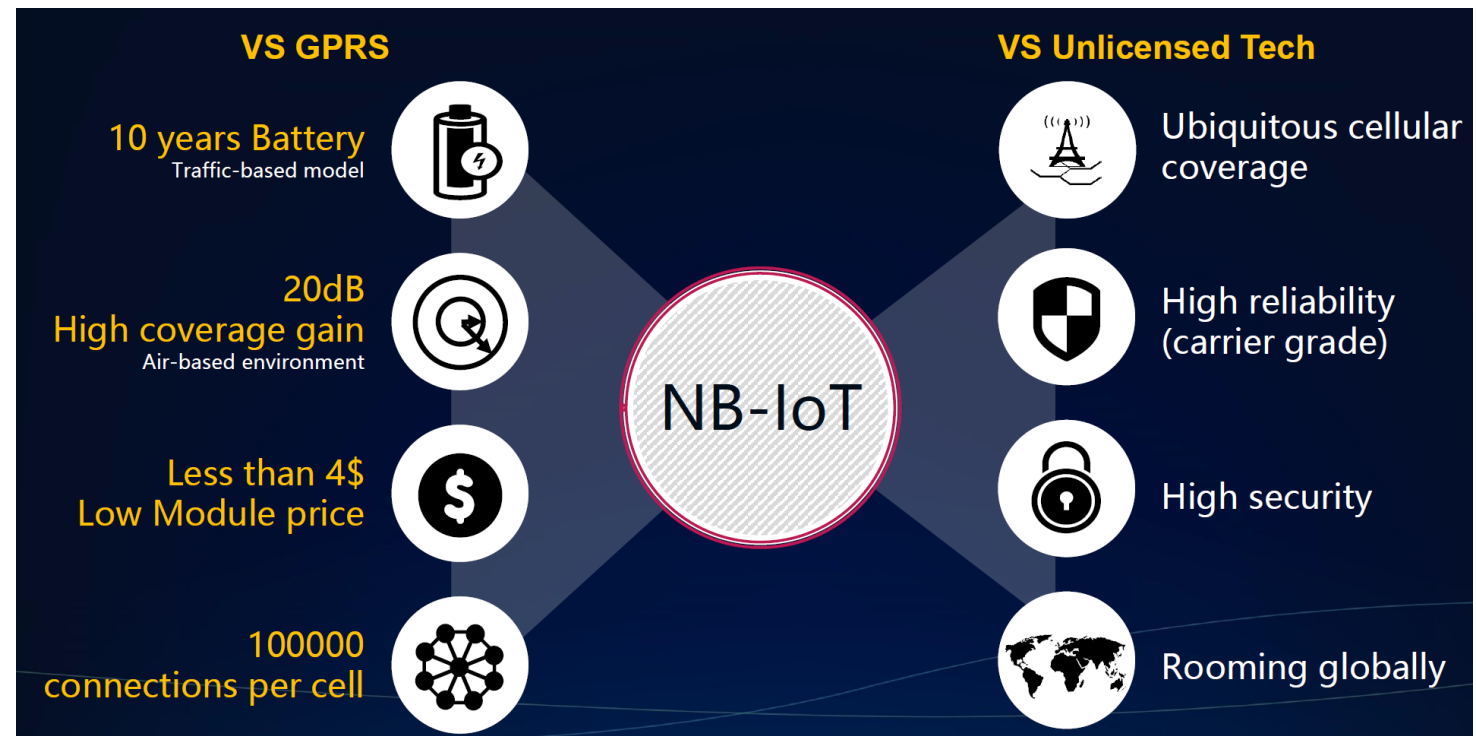 VS GPRS
10 years Battery
Traffic-based model
20dB
High coverage gain
Air-based environment
Less than 4$
Low Module price
100000
connections per cell
NB-IoT
VS Unlicensed Tech
Ubiquitous cellular
coverage
High reliability
(carrier grade)
High security
Rooming globally